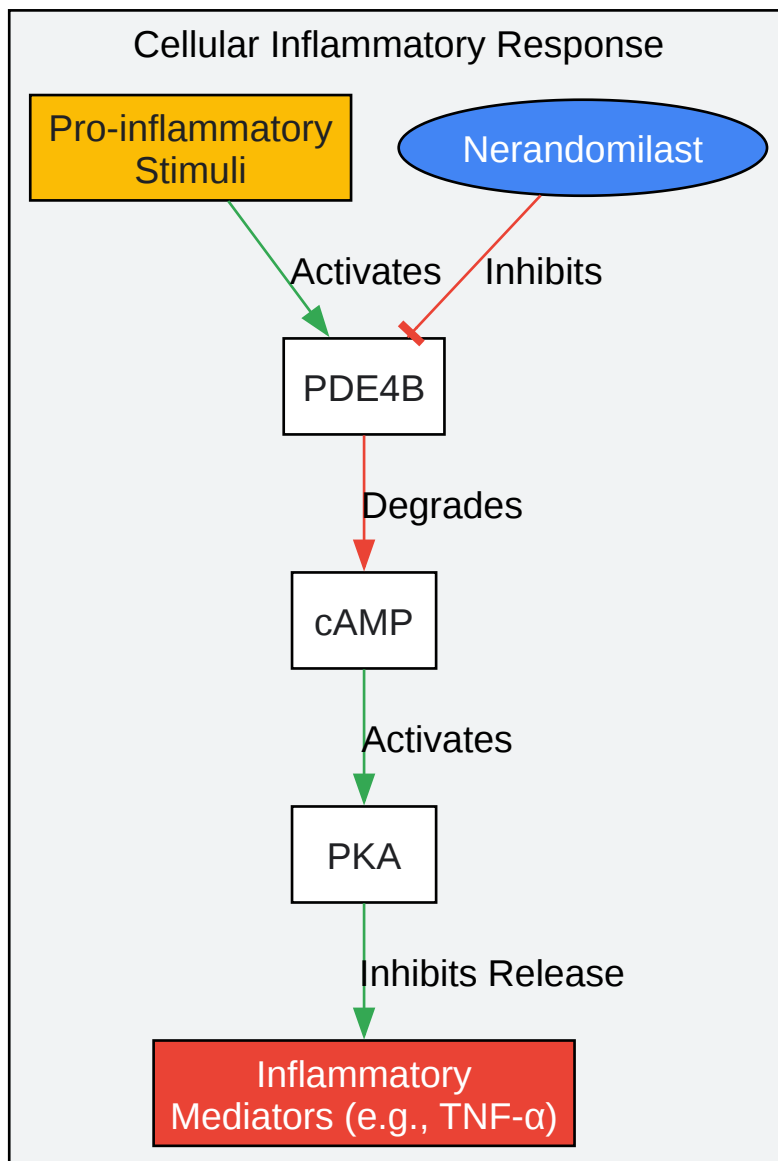 Cellular Inflammatory Response
Pro-inflammatory
Stimuli
Nerandomilast
Activates
Inhibits
PDE4B
Degrades
cAMP
Activates
PKA
Inhibits Release
Inflammatory
Mediators (e.g., TNF-α)